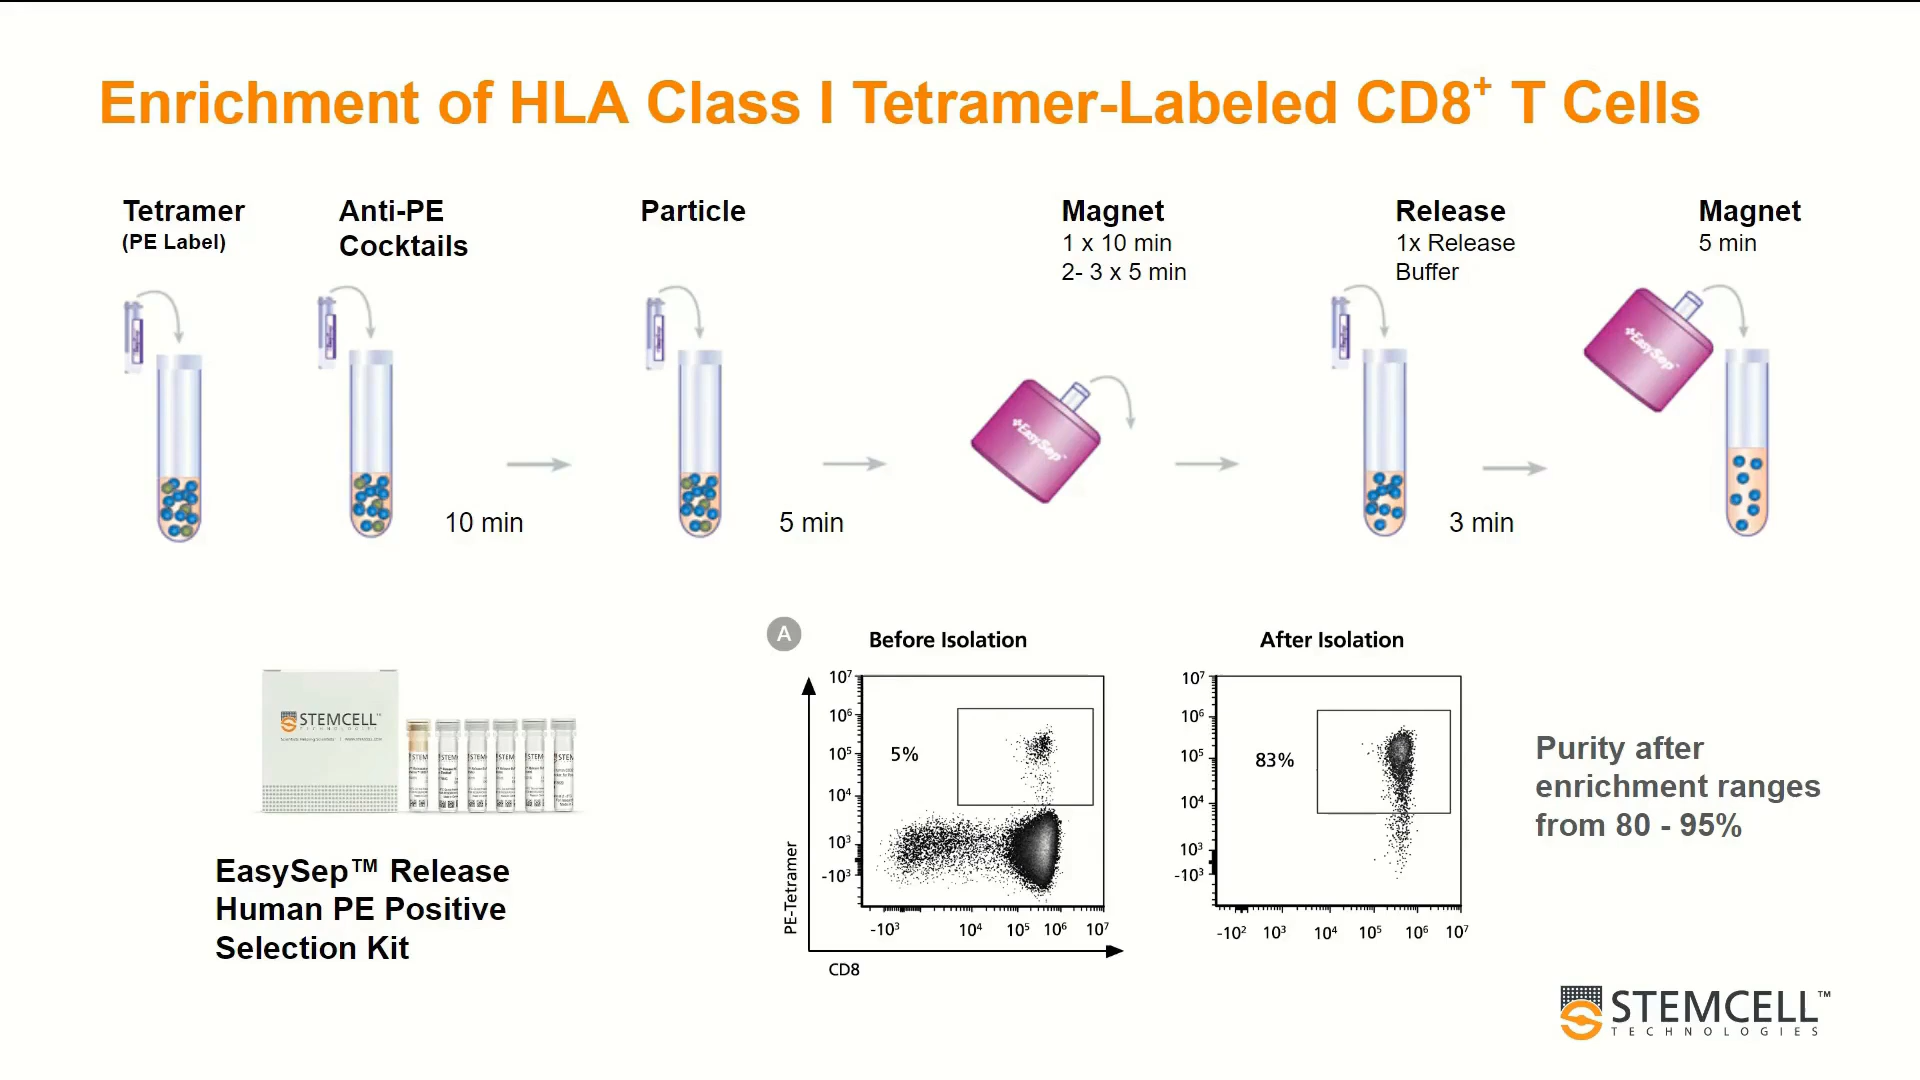 Enrichment of HLA Class I Tetramer-Labeled CD8⁺ T Cells
Tetramer
(PE Label)
Anti-PE
Cocktails
Particle
Magnet
1 x 10 min
2- 3 x 5 min
Release
1x Release
Buffer
Magnet
5 min
EasySep™
EasySep™
10 min
5 min
3 min
A
Before Isolation
After Isolation
10⁷
10⁶
10⁵
10⁴
10³
-10³
5%
PE-Tetramer
-10³ 10⁴ 10⁵ 10⁶ 10⁷
CD8
10⁷
10⁶
10⁵
10⁴
10³
-10³
83%
-10² 10³ 10⁴ 10⁵ 10⁶ 10⁷
Purity after
enrichment ranges
from 80 - 95%
STEMCELL™
TECHNOLOGIES
EasySep™ Release
Human PE Positive
Selection Kit
STEMCELL™
TECHNOLOGIES